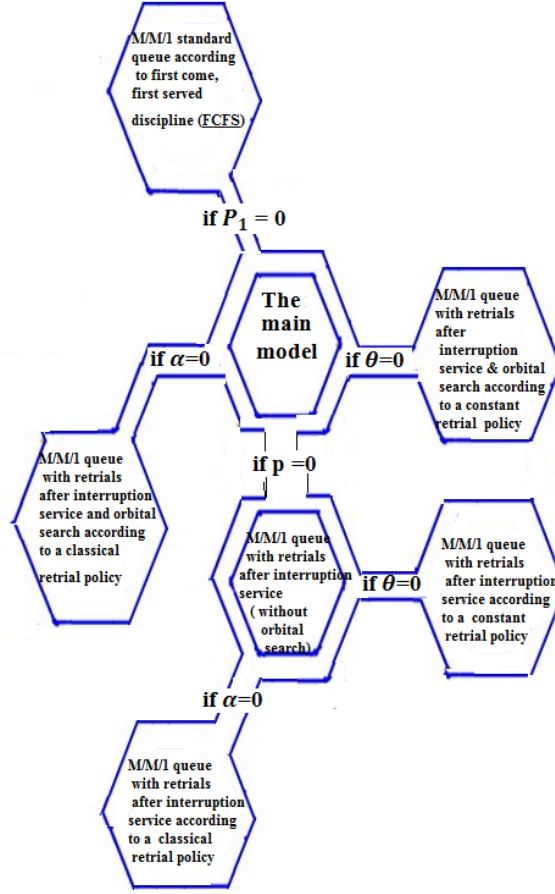 M/M/1 standard
queue according
to first come,
first served
discipline (FCFS)
if P₁ = 0
The
main
model
if α=0
if θ=0
M/M/1 queue
with retrials
after
interruption
service & orbital
search according
to a constant
retrial policy
M/M/1 queue
with retrials
after interruption
service and orbital
search according
to a classical
retrial policy
if p =0
M/M/1 queue
with retrials
after interruption
service
( without
orbital
search)
if θ=0
M/M/1 queue
with retrials
after interruption
service according
to a constant
retrial policy
if α=0
M/M/1 queue
with retrials
after interruption
service according
to a classical
retrial policy